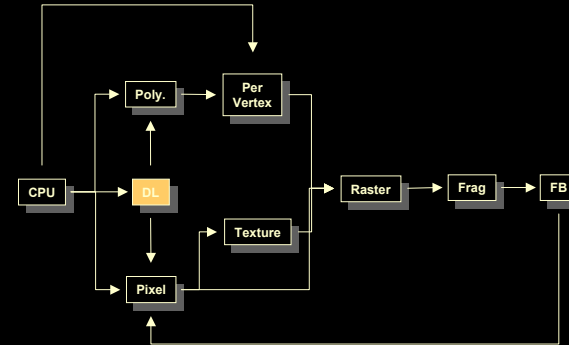 Poly.
Per
Vertex
CPU
DL
Raster
Frag
FB
Texture
Pixel